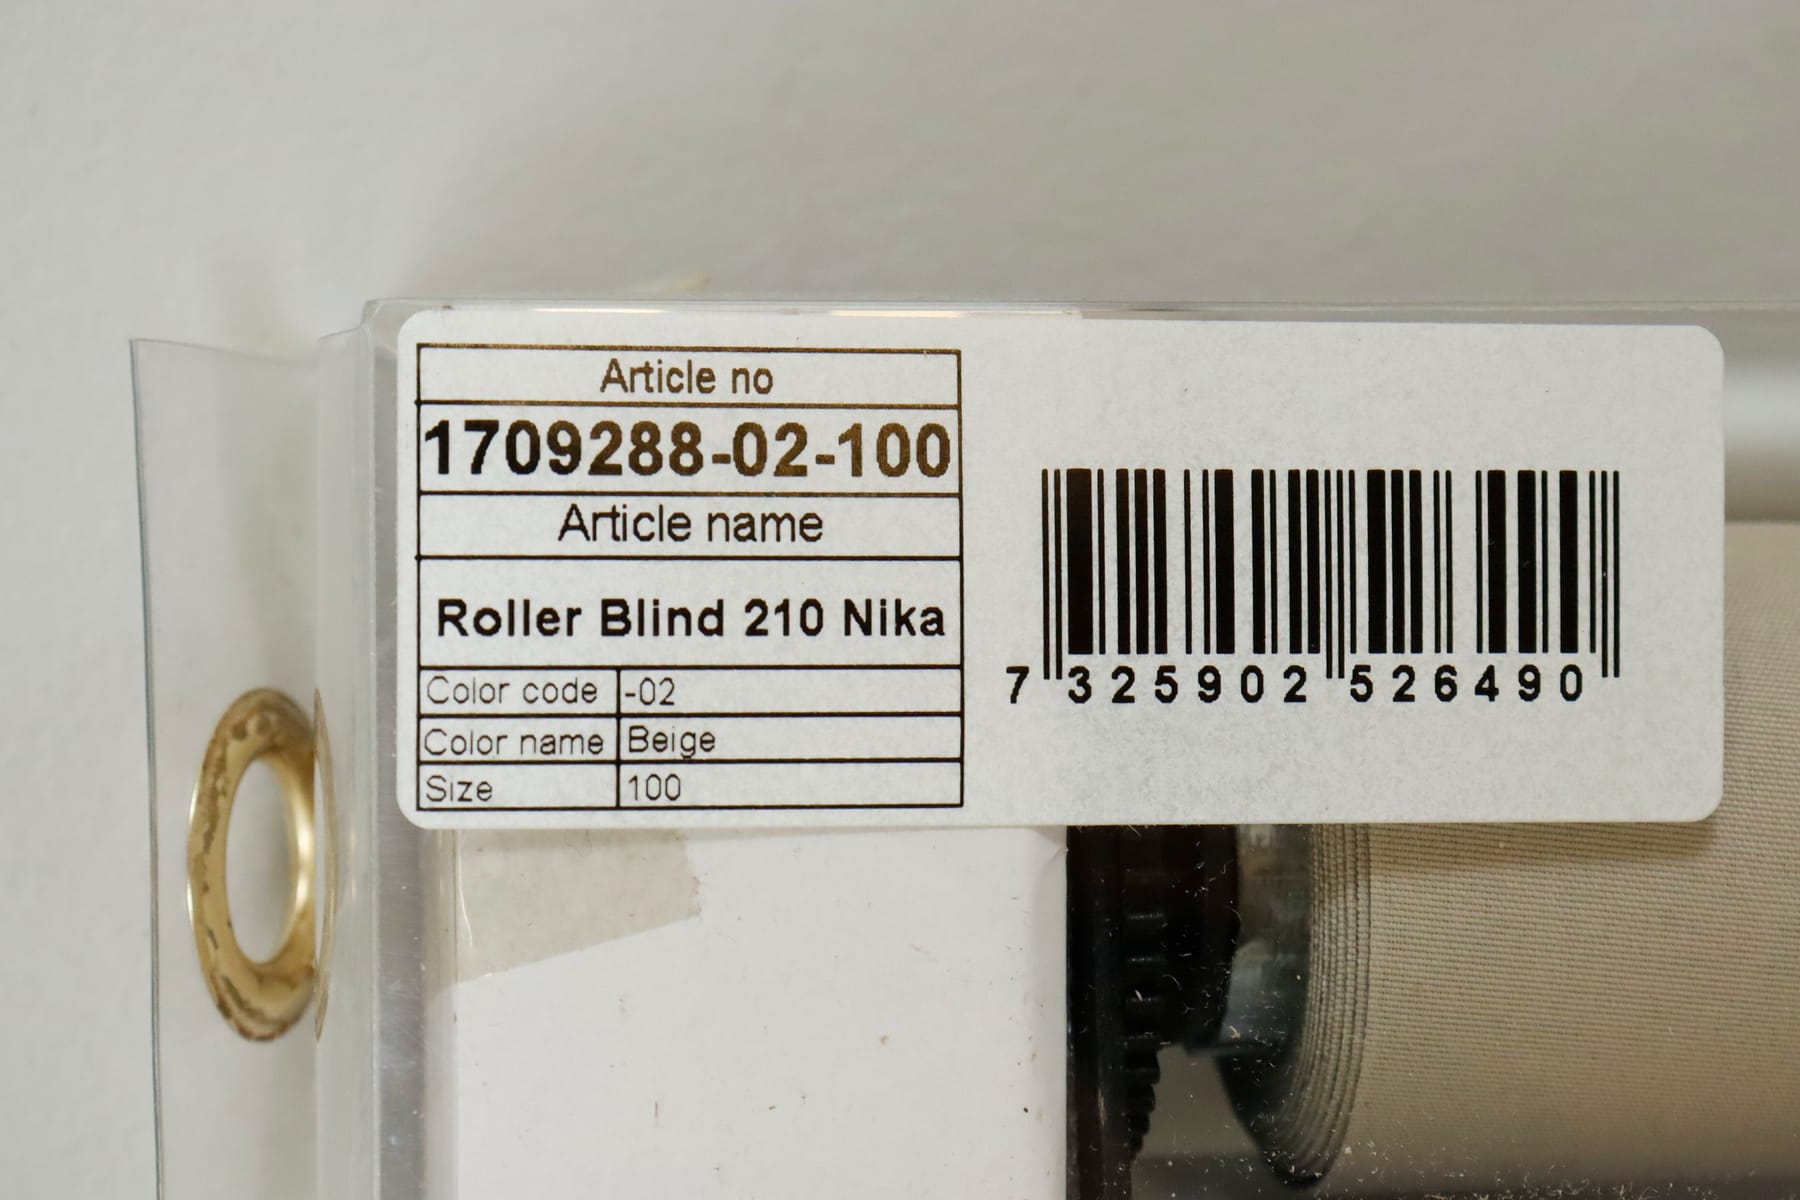 Article no
1709288-02-100
Article name
Roller Blind 210 Nika
Color code -02
Color name Beige
Size 100
7 325902 526490